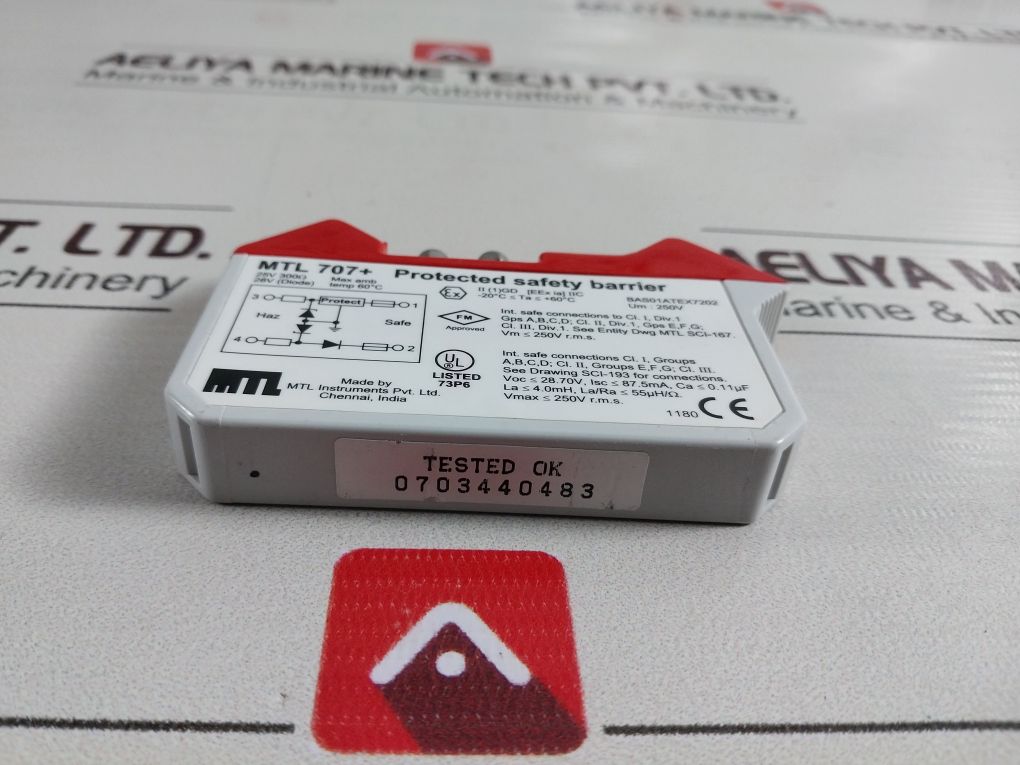 AELIYA MARINE TECH PVT. LTD.
Marine & Industrial Automation & Machinery
T. LTD.
chinery
AELIYA MAR
arine & In
MTL 707+ Protected safety barrier
25V 300Ω
28V (Diode)
Max amb
temp 60°C
3
Protect
1
Haz
Safe
4
2
Ex
II (1)GD [EEx ia] IIC
-20°C ≤ Ta ≤ +60°C
BAS01ATEX7202
Um : 250V
FM
Approved
Int. safe connections to Cl. I, Div.1
Gps A,B,C,D; Cl. II, Div.1, Gps E,F,G;
Cl. III, Div.1. See Entity Dwg MTL SCI-167.
Vm ≤ 250V r.m.s.
UL
LISTED
73P6
Int. safe connections Cl. I, Groups
A,B,C,D; Cl. II, Groups E,F,G; Cl. III.
See Drawing SCI-193 for connections.
Voc ≤ 28.70V, Isc ≤ 87.5mA, Ca ≤ 0.11µF
La ≤ 4.0mH, La/Ra ≤ 55µH/Ω.
Vmax ≤ 250V r.m.s.
MTL
Made by
MTL Instruments Pvt. Ltd.
Chennai, India
1180 CE
TESTED OK
0703440483